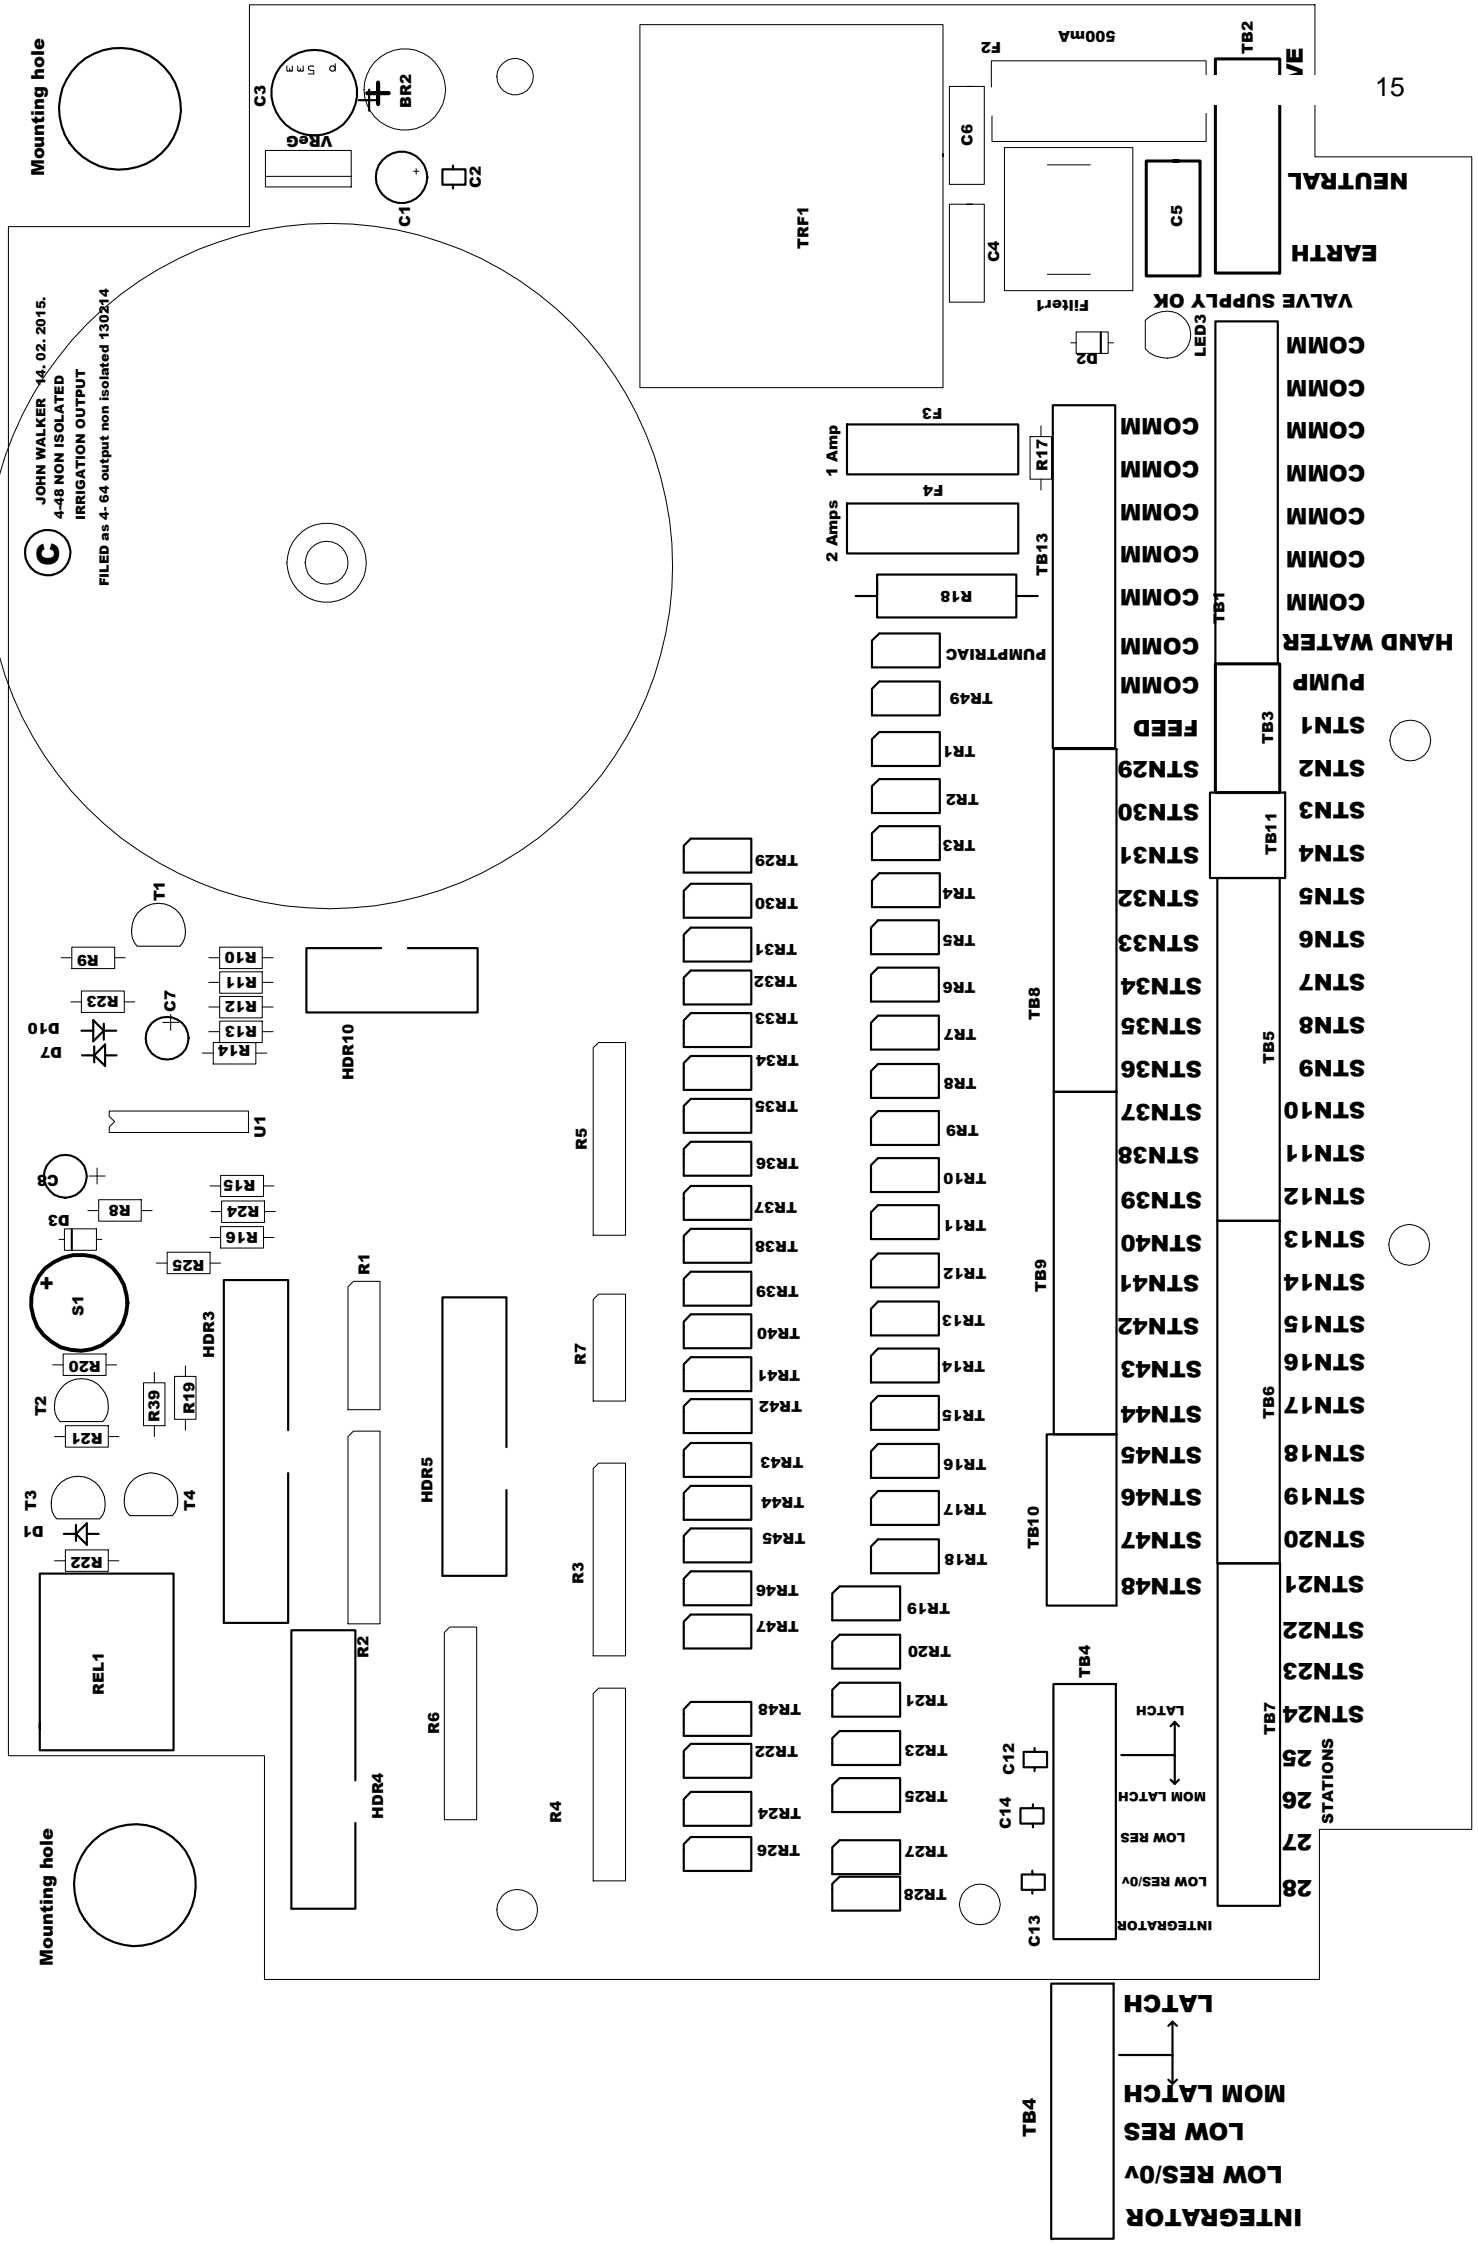 15
Mounting hole
C3
d 5 3 3
BR2
VReG
C1
C2
F2
500mA
TB2
VE
C6
NEUTRAL
TRF1
C4
C5
EARTH
Filter1
VALVE SUPPLY OK
LED3
D2
C
JOHN WALKER 14. 02. 2015.
4-48 NON ISOLATED
IRRIGATION OUTPUT
FILED as 4- 64 output non isolated 130214
COMM
COMM
COMM
COMM
COMM
COMM
COMM
TB1
HAND WATER
PUMP
1 Amp
F3
R17
2 Amps
F4
TB13
R18
COMM
COMM
COMM
COMM
COMM
COMM
COMM
FEED
PUMPTRIAC
TR49
TR1
TR2
TR3
TR4
TR5
TR6
TR7
TR8
TR9
TR10
TR11
TR12
TR13
TR14
TR15
TR16
TR17
TR18
TR19
TR20
TR21
TR23
TR25
TR27
TR28
TR29
TR30
TR31
TR32
TR33
TR34
TR35
TR36
TR37
TR38
TR39
TR40
TR41
TR42
TR43
TR44
TR45
TR46
TR47
TR48
TR22
TR24
TR26
STN29
STN30
STN31
STN32
STN33
STN34
STN35
STN36
STN37
STN38
STN39
STN40
STN41
STN42
STN43
STN44
STN45
STN46
STN47
STN48
TB8
TB9
TB10
TB3
TB11
TB5
TB6
TB7
STN1
STN2
STN3
STN4
STN5
STN6
STN7
STN8
STN9
STN10
STN11
STN12
STN13
STN14
STN15
STN16
STN17
STN18
STN19
STN20
STN21
STN22
STN23
STN24
25
26
27
28
STATIONS
T1
R9
R23
D10
D7
C7
R10
R11
R12
R13
R14
HDR10
U1
C8
R8
D3
R15
R24
R16
R25
S1
R20
T2
R21
R39
R19
T3
T4
D1
R22
REL1
HDR3
R1
R2
HDR5
HDR4
R6
R5
R7
R3
R4
Mounting hole
TB4
C12
C14
C13
LATCH
MOM LATCH
LOW RES
LOW RES/0v
INTEGRATOR
TB4
LATCH
MOM LATCH
LOW RES
LOW RES/0v
INTEGRATOR